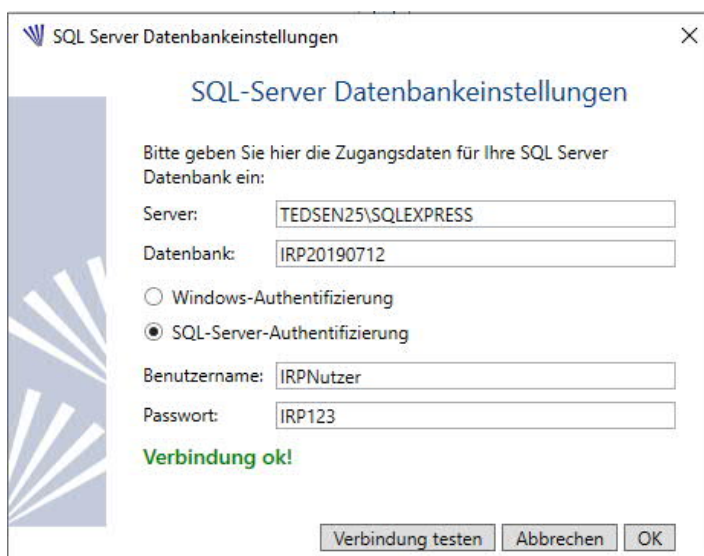 SQL Server Datenbankeinstellungen
SQL-Server Datenbankeinstellungen
Bitte geben Sie hier die Zugangsdaten für Ihre SQL Server
Datenbank ein:
Server: TEDSEN25\SQLEXPRESS
Datenbank: IRP20190712
Windows-Authentifizierung
SQL-Server-Authentifizierung
Benutzername: IRPNutzer
Passwort: IRP123
Verbindung ok!
Verbindung testen Abbrechen OK